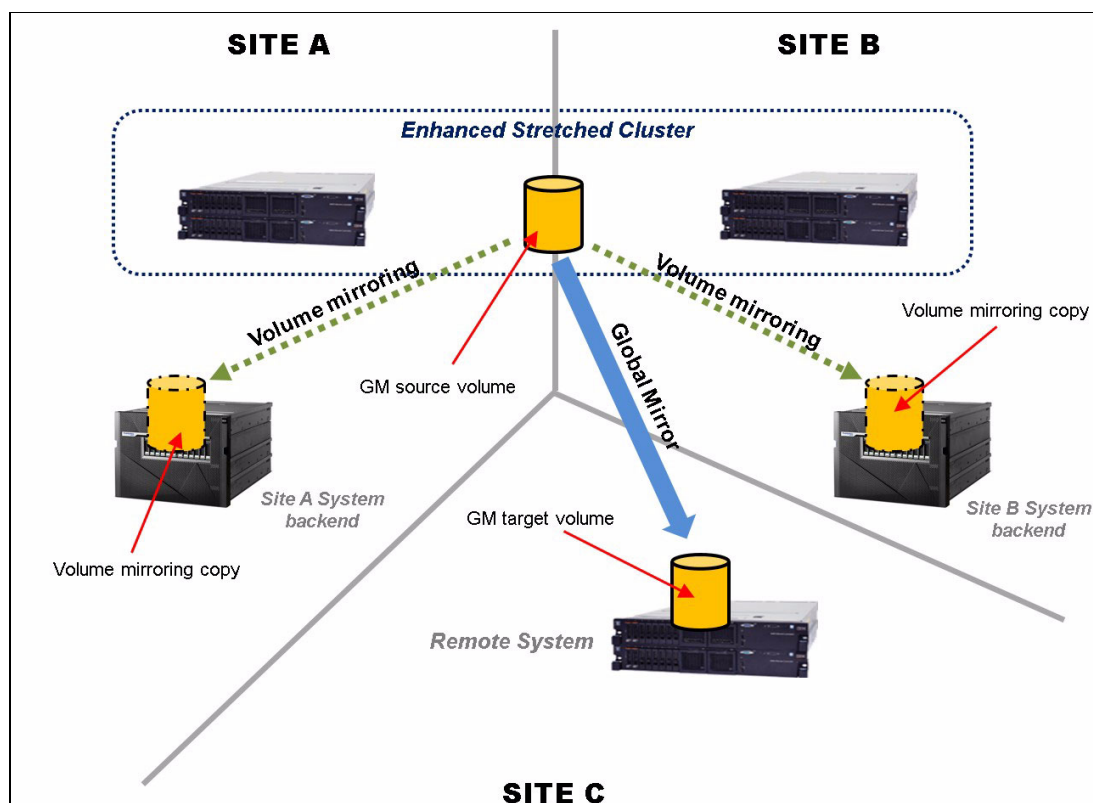 SITE A
SITE B
Enhanced Stretched Cluster
Volume mirroring
Volume mirroring
Volume mirroring copy
GM source volume
Global Mirror
Site A System
backend
Site B System
backend
GM target volume
Volume mirroring copy
Remote System
SITE C